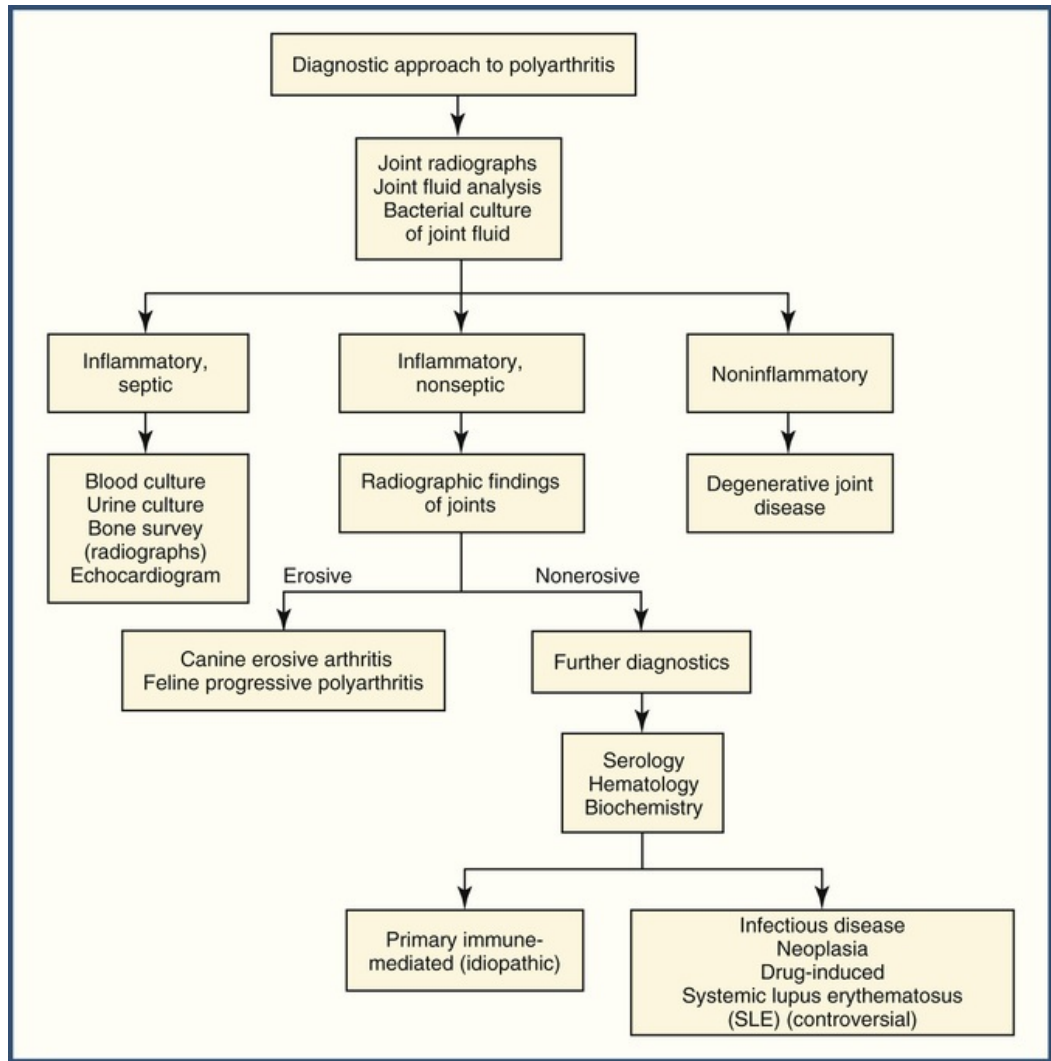 Diagnostic approach to polyarthritis
Joint radiographs
Joint fluid analysis
Bacterial culture
of joint fluid
Inflammatory,
septic
Inflammatory,
nonseptic
Noninflammatory
Blood culture
Urine culture
Bone survey
(radiographs)
Echocardiogram
Radiographic findings
of joints
Degenerative joint
disease
Erosive
Nonerosive
Canine erosive arthritis
Feline progressive polyarthritis
Further diagnostics
Serology
Hematology
Biochemistry
Primary immune-
mediated (idiopathic)
Infectious disease
Neoplasia
Drug-induced
Systemic lupus erythematosus
(SLE) (controversial)